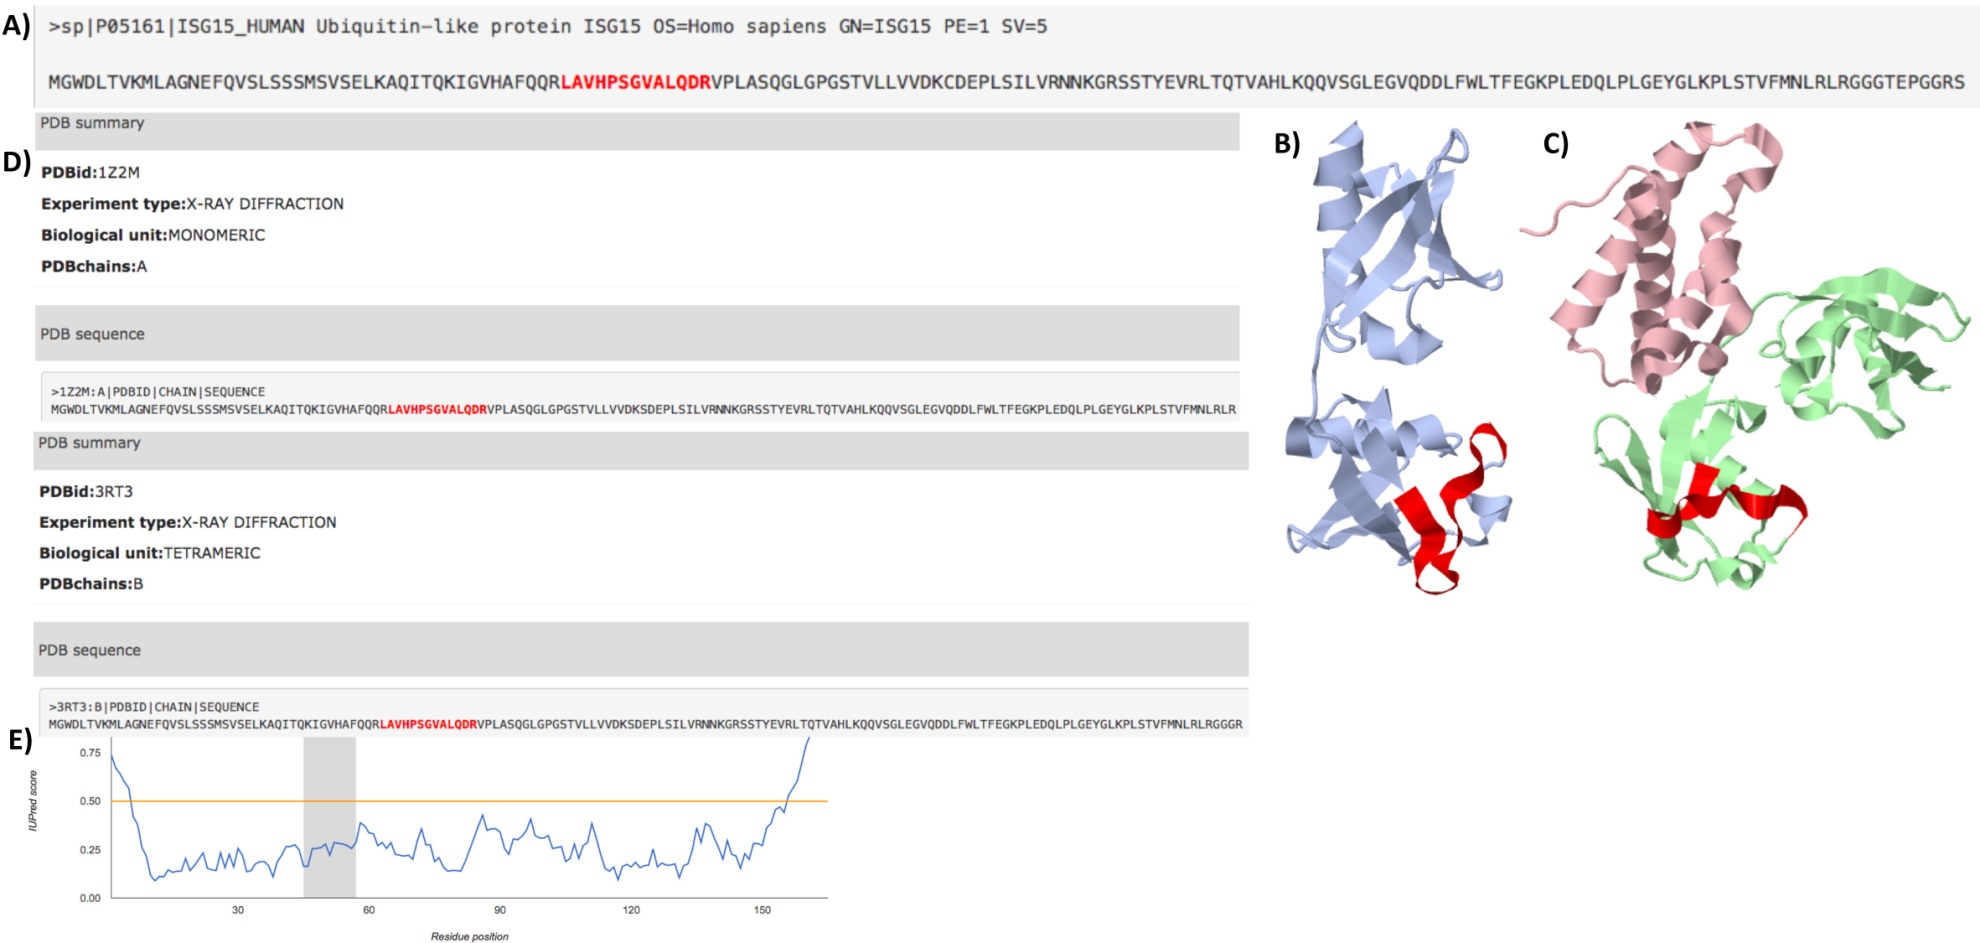 A)
>sp|P05161|ISG15_HUMAN Ubiquitin-like protein ISG15 OS=Homo sapiens GN=ISG15 PE=1 SV=5
MGWDLTVKMLAGNEFQVSLSSSMSVSELKAQITQKIGVHAFQQRLAVHPSGVALQDRVPLASQGLGPGSTVLLVVDKCDEPLSILVRNNKGRSSTYEVRLTQTVAHLKQQVSGLEGVQDDLFWLTFEGKPLEDQLPLGEYGLKPLSTVFMNLRLRGGGTEPGGRS
PDB summary
B)
C)
D)
PDBid:1Z2M
Experiment type:X-RAY DIFFRACTION
Biological unit:MONOMERIC
PDBchains:A
PDB sequence
>1Z2M:A|PDBID|CHAIN|SEQUENCE
MGWDLTVKMLAGNEFQVSLSSSMSVSELKAQITQKIGVHAFQQRLAVHPSGVALQDRVPLASQGLGPGSTVLLVVDKSDEPLSILVRNNKGRSSTYEVRLTQTVAHLKQQVSGLEGVQDDLFWLTFEGKPLEDQLPLGEYGLKPLSTVFMNLRLR
PDB summary
PDBid:3RT3
Experiment type:X-RAY DIFFRACTION
Biological unit:TETRAMERIC
PDBchains:B
PDB sequence
>3RT3:B|PDBID|CHAIN|SEQUENCE
MGWDLTVKMLAGNEFQVSLSSSMSVSELKAQITQKIGVHAFQQRLAVHPSGVALQDRVPLASQGLGPGSTVLLVVDKSDEPLSILVRNNKGRSSTYEVRLTQTVAHLKQQVSGLEGVQDDLFWLTFEGKPLEDQLPLGEYGLKPLSTVFMNLRLRGGGR
E)
0.75
0.50
0.25
0.00
IUPred score
30 60 90 120 150
Residue position